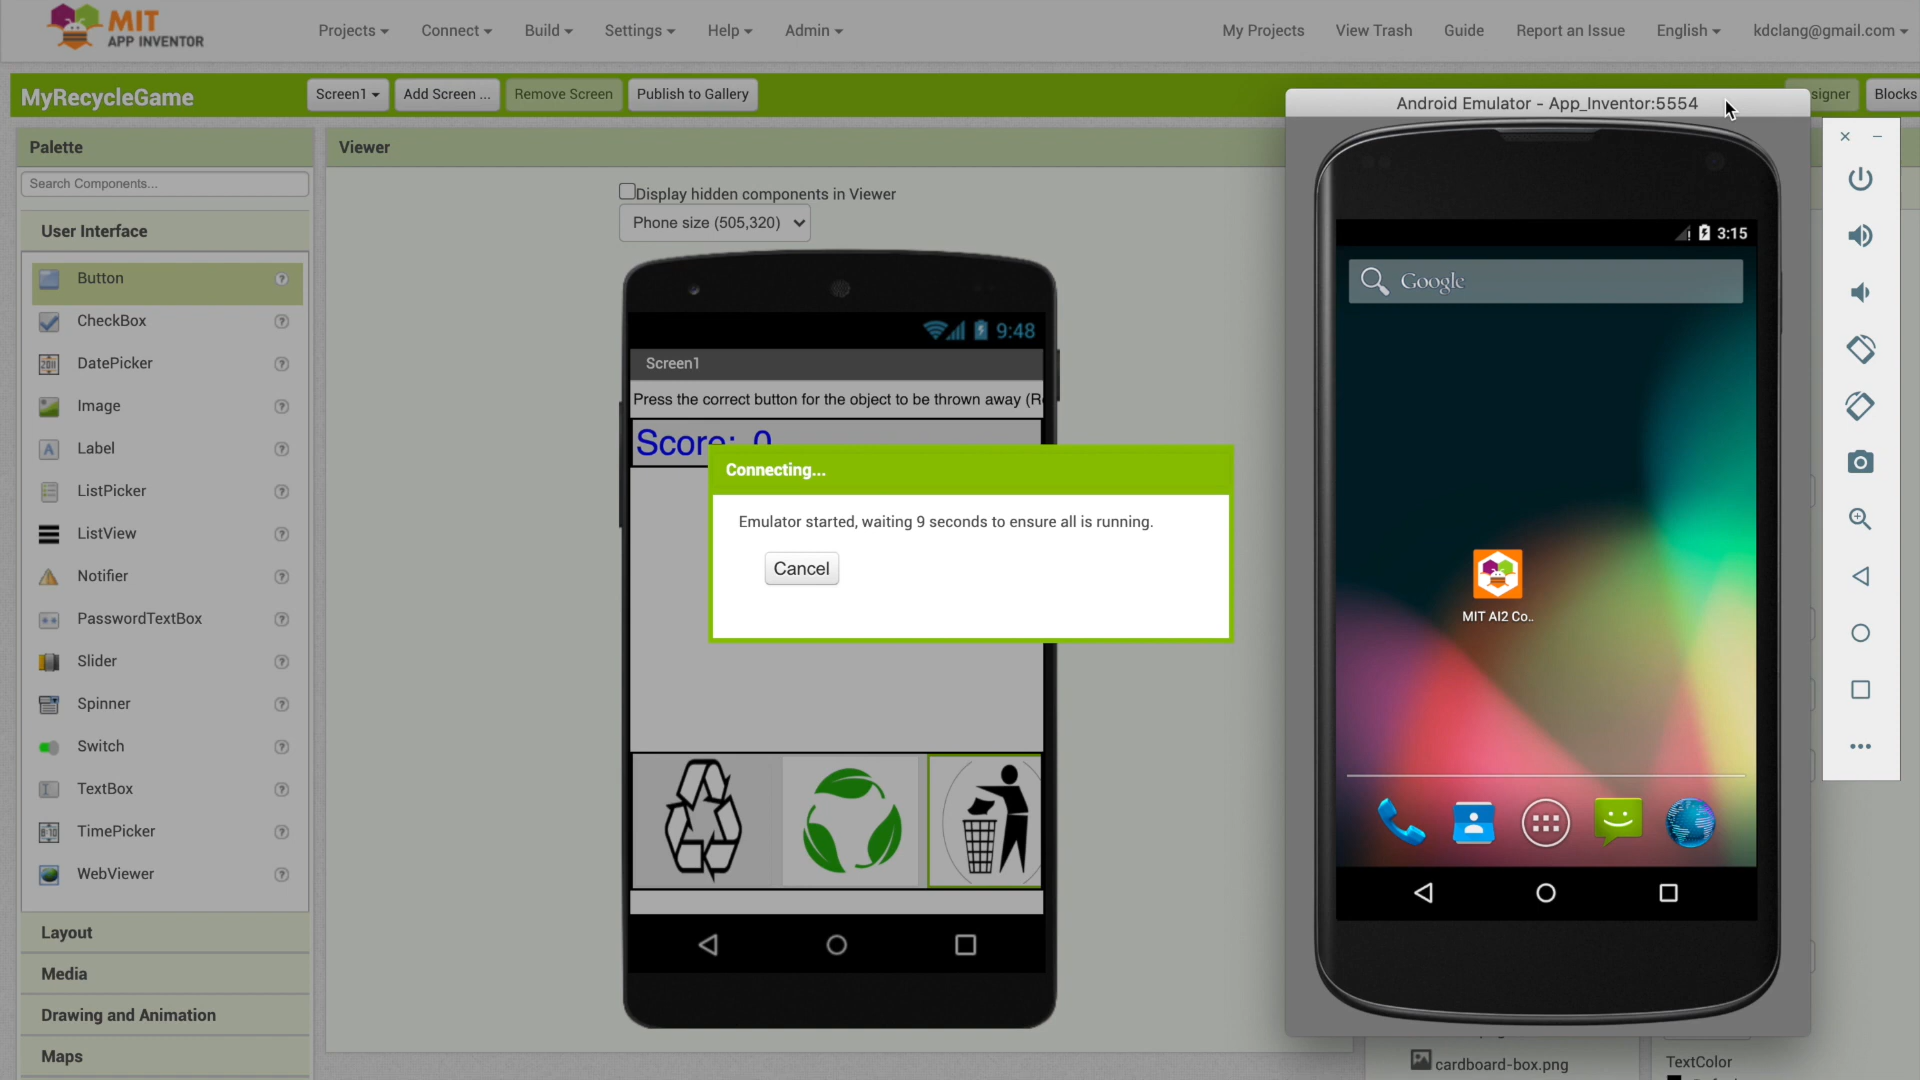 MIT
APP INVENTOR
Projects
Connect
Build
Settings
Help
Admin
My Projects
View Trash
Guide
Report an Issue
English
kdclang@gmail.com
MyRecycleGame
Screen1
Add Screen ...
Remove Screen
Publish to Gallery
signer
Blocks
Palette
Search Components...
User Interface
Button
CheckBox
DatePicker
Image
Label
ListPicker
ListView
Notifier
PasswordTextBox
Slider
Spinner
Switch
TextBox
TimePicker
WebViewer
Layout
Media
Drawing and Animation
Maps
Viewer
Display hidden components in Viewer
Phone size (505,320)
9:48
Screen1
Press the correct button for the object to be thrown away (R
Score: 0
Connecting...
Emulator started, waiting 9 seconds to ensure all is running.
Cancel
Android Emulator - App_Inventor:5554
3:15
Google
MIT AI2 Co..
cardboard-box.png
TextColor